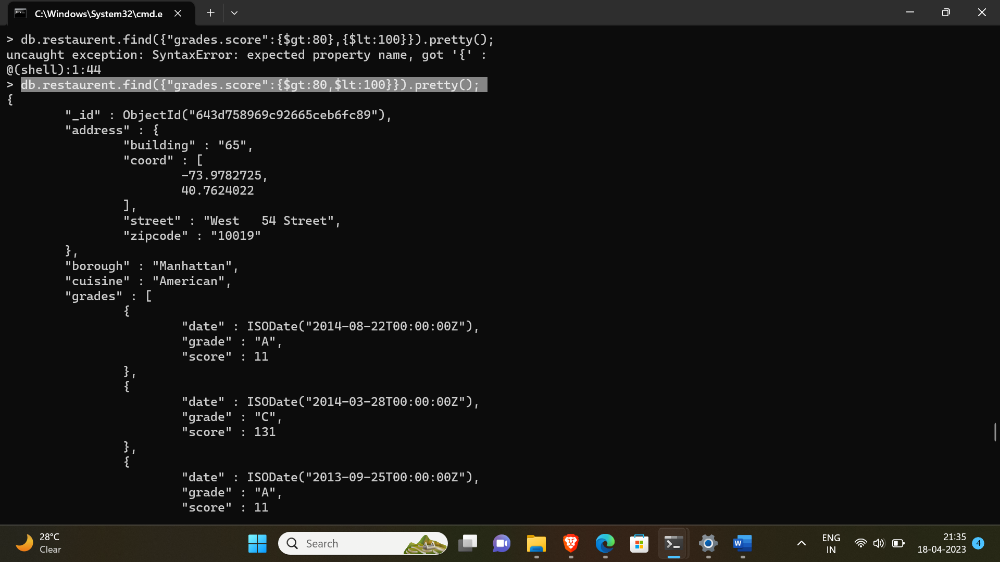 C:\Windows\System32\cmd.e
> db.restaurent.find({"grades.score":{$gt:80},{$lt:100}}).pretty();
uncaught exception: SyntaxError: expected property name, got '{' :
@(shell):1:44
> db.restaurent.find({"grades.score":{$gt:80,$lt:100}}).pretty();
{
"_id" : ObjectId("643d758969c92665ceb6fc89"),
"address" : {
"building" : "65",
"coord" : [
-73.9782725,
40.7624022
],
"street" : "West   54 Street",
"zipcode" : "10019"
},
"borough" : "Manhattan",
"cuisine" : "American",
"grades" : [
{
"date" : ISODate("2014-08-22T00:00:00Z"),
"grade" : "A",
"score" : 11
},
{
"date" : ISODate("2014-03-28T00:00:00Z"),
"grade" : "C",
"score" : 131
},
{
"date" : ISODate("2013-09-25T00:00:00Z"),
"grade" : "A",
"score" : 11
28°C
Clear
Search
W
ENG
IN
21:35
18-04-2023
4